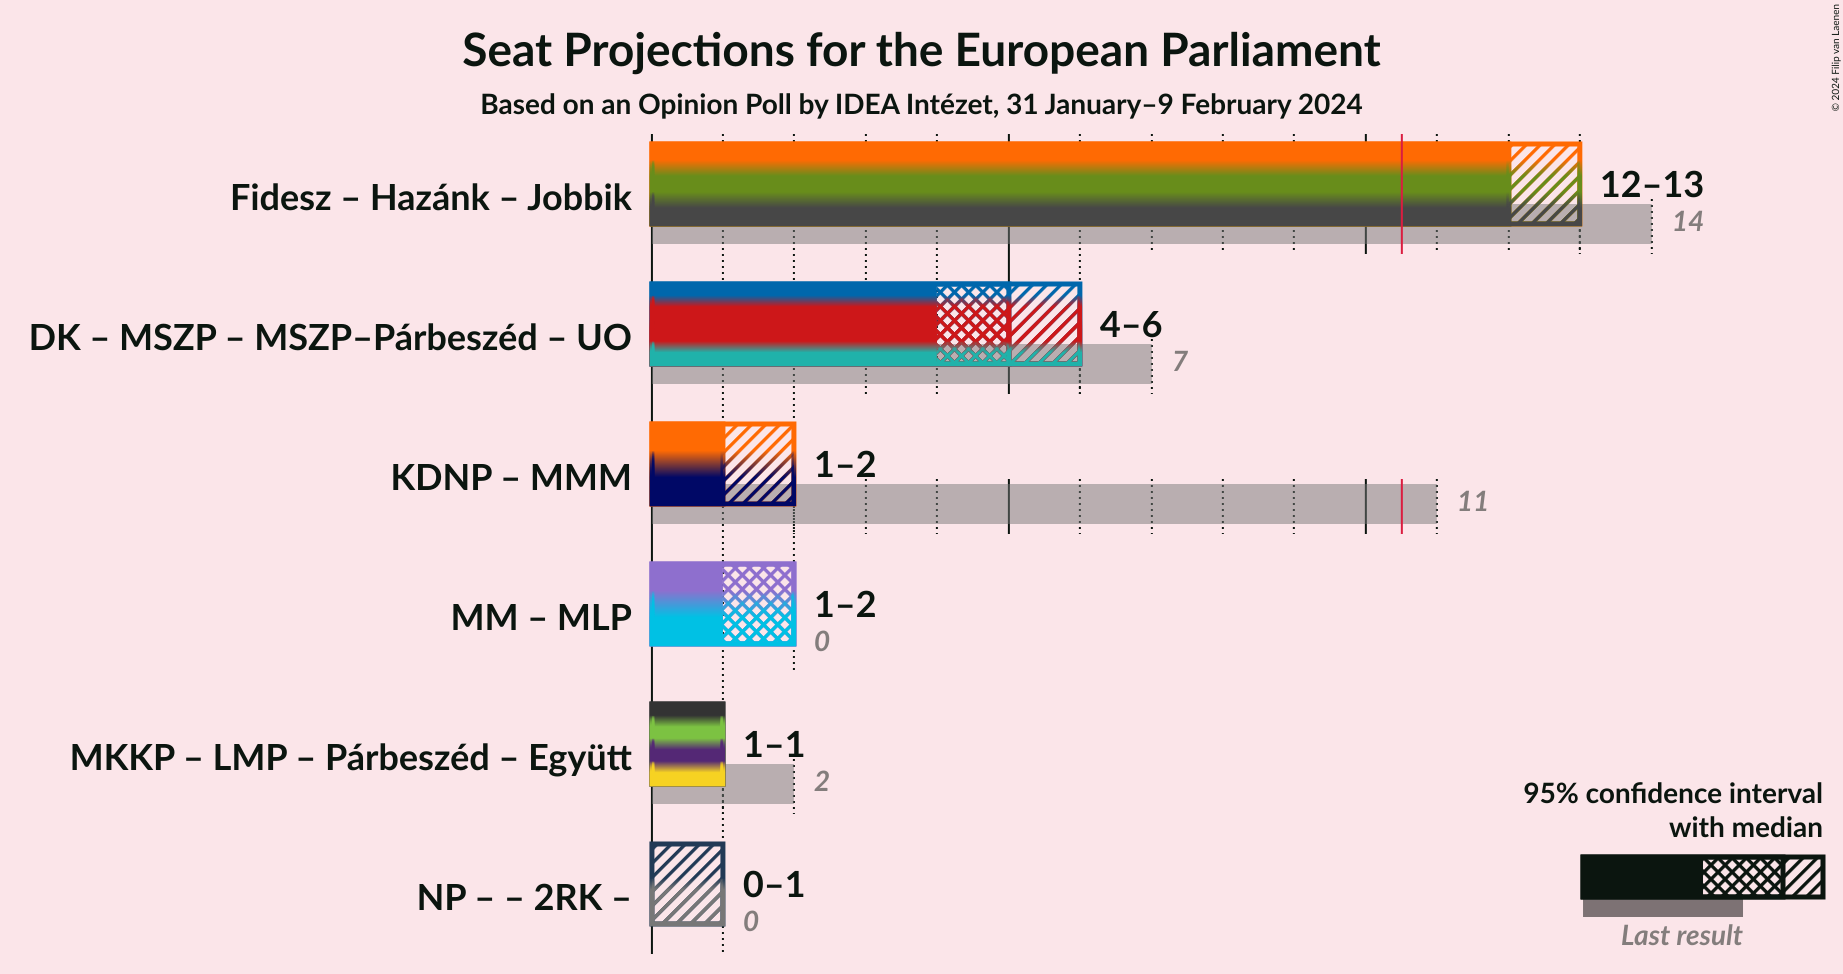 Seat Projections for the European Parliament
Based on an Opinion Poll by IDEA Intézet, 31 January–9 February 2024
© 2024 Filip van Laenen
Fidesz – Hazánk – Jobbik
12–13
14
DK – MSZP – MSZP–Párbeszéd – UO
4–6
7
KDNP – MMM
1–2
11
MM – MLP
1–2
0
MKKP – LMP – Párbeszéd – Együtt
1–1
2
NP – – 2RK –
0–1
0
95% confidence interval
with median
Last result